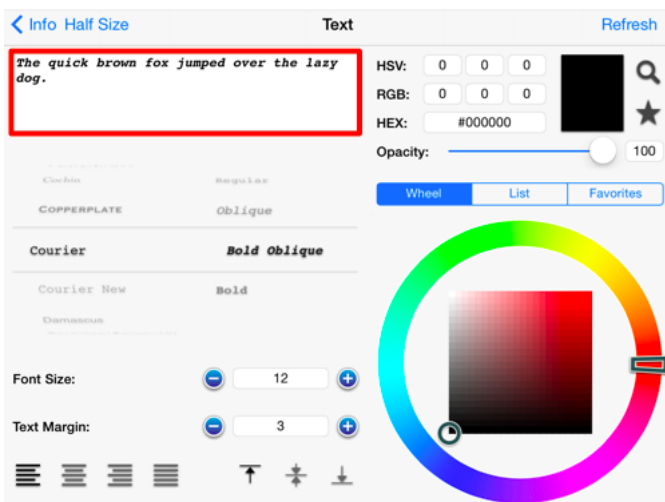 Info Half Size Text Refresh
The quick brown fox jumped over the lazy
dog.
HSV: 0 0 0
RGB: 0 0 0
HEX: #000000
Opacity: 100
Wheel List Favorites
Cochin Regular
COPPERPLATE Oblique
Courier Bold Oblique
Courier New Bold
Damascus
Font Size: 12
Text Margin: 3